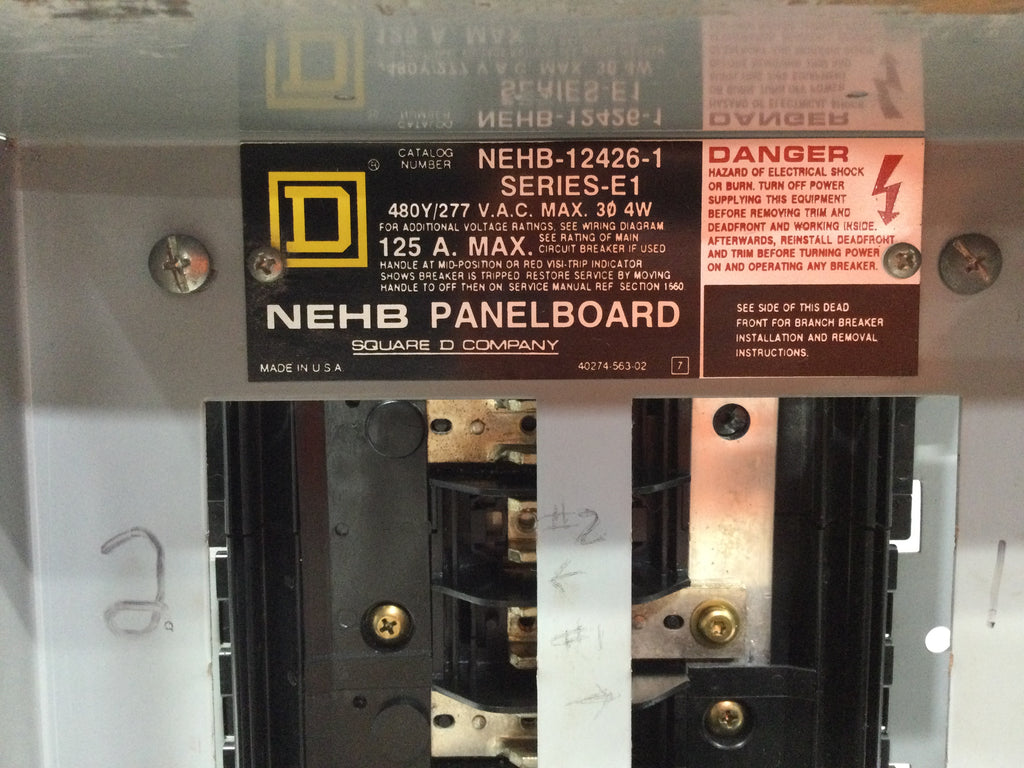 D
®
CATALOG NUMBER NEHB-12426-1
SERIES-E1
480Y/277 V.A.C. MAX. 3Ø 4W
FOR ADDITIONAL VOLTAGE RATINGS, SEE WIRING DIAGRAM
125 A. MAX. SEE RATING OF MAIN CIRCUIT BREAKER IF USED
HANDLE AT MID-POSITION OR RED VISI-TRIP INDICATOR
SHOWS BREAKER IS TRIPPED. RESTORE SERVICE BY MOVING
HANDLE TO OFF THEN ON. SERVICE MANUAL REF SECTION 1660
NEHB PANELBOARD
SQUARE D COMPANY
MADE IN U S A
40274-563-02
7
DANGER
HAZARD OF ELECTRICAL SHOCK
OR BURN. TURN OFF POWER
SUPPLYING THIS EQUIPMENT
BEFORE REMOVING TRIM AND
DEADFRONT AND WORKING INSIDE.
AFTERWARDS, REINSTALL DEADFRONT
AND TRIM BEFORE TURNING POWER
ON AND OPERATING ANY BREAKER.
SEE SIDE OF THIS DEAD
FRONT FOR BRANCH BREAKER
INSTALLATION AND REMOVAL
INSTRUCTIONS.
2
#2
←
#1
→
1